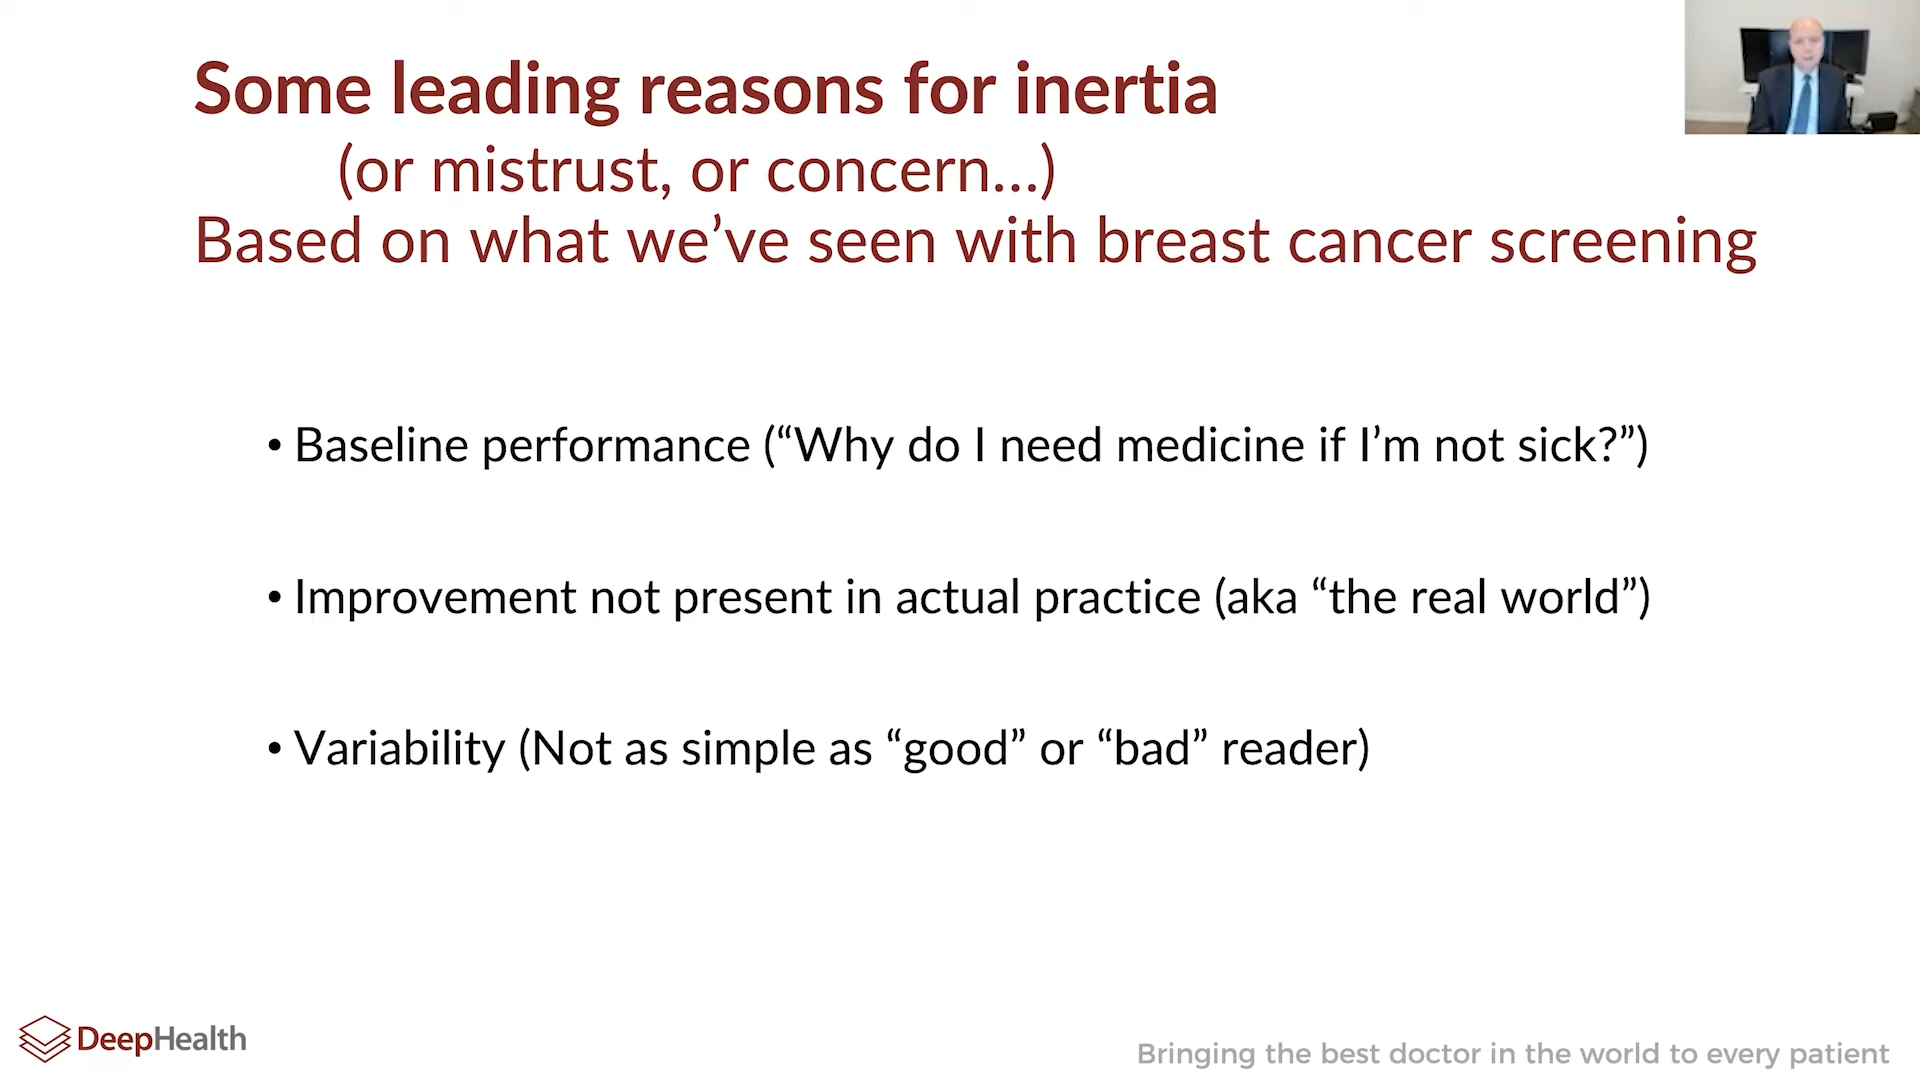 Some leading reasons for inertia
(or mistrust, or concern...)
Based on what we’ve seen with breast cancer screening
• Baseline performance (“Why do I need medicine if I’m not sick?”)
• Improvement not present in actual practice (aka “the real world”)
• Variability (Not as simple as “good” or “bad” reader)
DeepHealth
Bringing the best doctor in the world to every patient